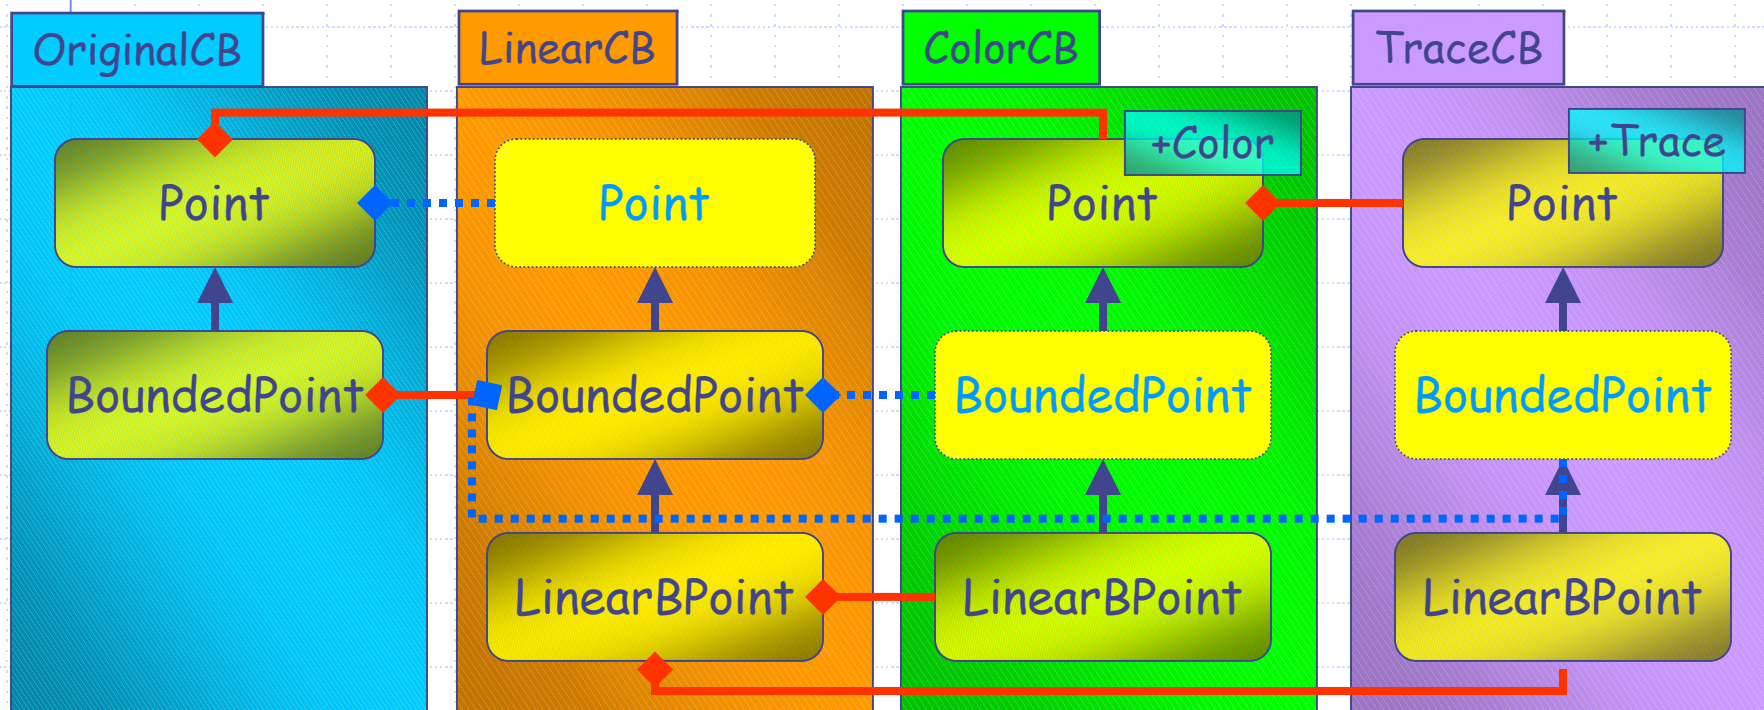 OriginalCB
LinearCB
ColorCB
TraceCB
+Color
+Trace
Point
Point
Point
Point
BoundedPoint
BoundedPoint
BoundedPoint
BoundedPoint
LinearBPoint
LinearBPoint
LinearBPoint